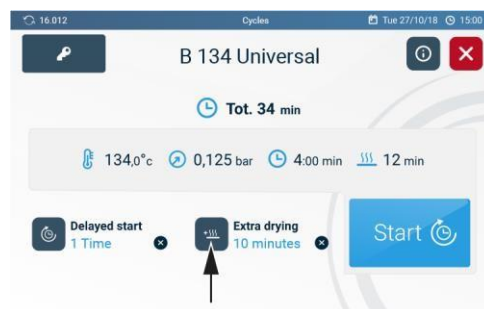 16.012 Cycles Tue 27/10/18 15:00
B 134 Universal
Tot. 34 min
134,0°c 0,125 bar 4:00 min 12 min
Delayed start
1 Time
Extra drying
10 minutes
Start